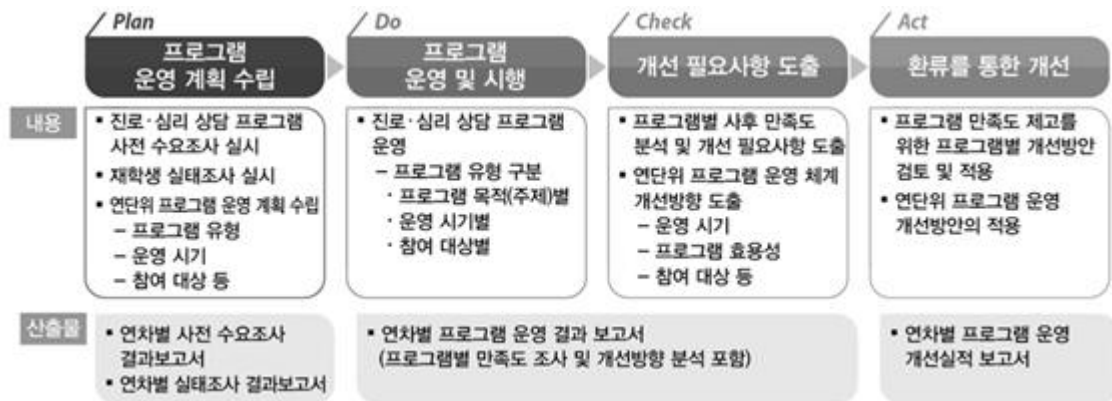 / Plan
프로그램
운영 계획 수립
/ Do
프로그램
운영 및 시행
/ Check
개선 필요사항 도출
/ Act
환류를 통한 개선
내용
▪ 진로·심리 상담 프로그램
사전 수요조사 실시
▪ 재학생 실태조사 실시
▪ 연단위 프로그램 운영 계획 수립
– 프로그램 유형
– 운영 시기
– 참여 대상 등
▪ 진로·심리 상담 프로그램
운영
– 프로그램 유형 구분
· 프로그램 목적(주제)별
· 운영 시기별
· 참여 대상별
▪ 프로그램별 사후 만족도
분석 및 개선 필요사항 도출
▪ 연단위 프로그램 운영 체계
개선방향 도출
– 운영 시기
– 프로그램 효용성
– 참여 대상 등
▪ 프로그램 만족도 제고를
위한 프로그램별 개선방안
검토 및 적용
▪ 연단위 프로그램 운영
개선방안의 적용
산출물
▪ 연차별 사전 수요조사
결과보고서
▪ 연차별 실태조사 결과보고서
▪ 연차별 프로그램 운영 결과 보고서
(프로그램별 만족도 조사 및 개선방향 분석 포함)
▪ 연차별 프로그램 운영
개선실적 보고서